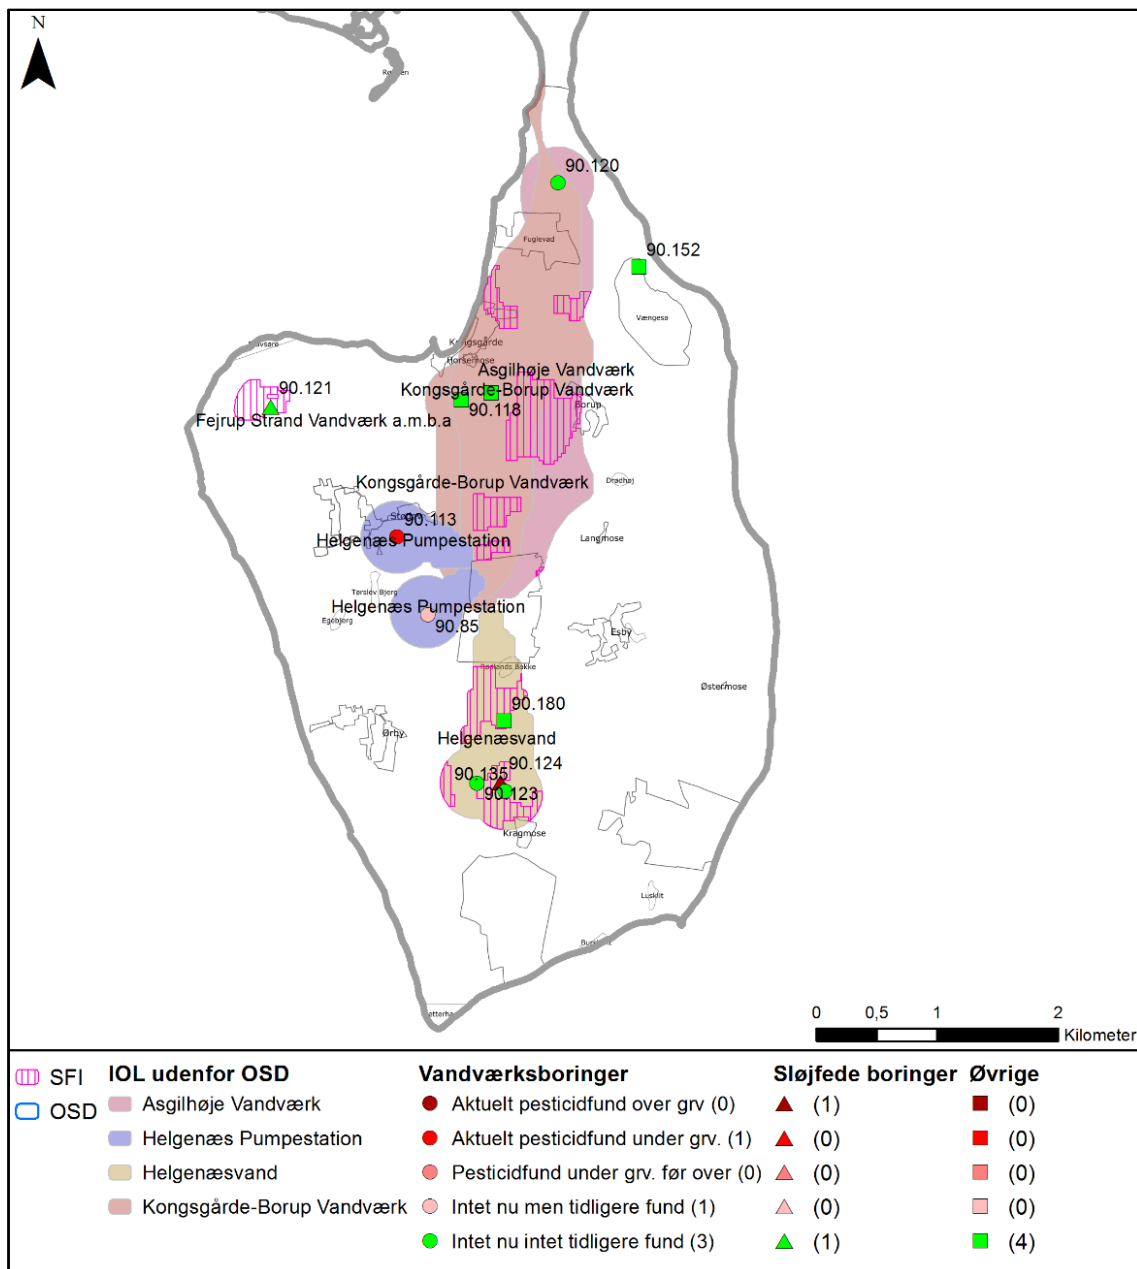 N
90.120
Fuglevad
90.152
Vængesø
Kongsgårde
Horsemose
Asgilhøje Vandværk
Kongsgårde-Borup Vandværk
90.118
Borup
90.121
Fejrup Strand Vandværk a.m.b.a
Kongsgårde-Borup Vandværk
90.113
Helgenæs Pumpestation
Langmose
Tørslev Bjerg
Helgenæs Pumpestation
Egebjerg
90.85
Esby
Østermose
90.180
Ørby
Helgenæsvand
90.124
90.135
90.123
Kragmose
Lusklit
0 0,5 1 2
Kilometer
SFI
OSD
IOL udenfor OSD
Asgilhøje Vandværk
Helgenæs Pumpestation
Helgenæsvand
Kongsgårde-Borup Vandværk
Vandværksboringer
Aktuelt pesticidfund over grv (0)
Aktuelt pesticidfund under grv. (1)
Pesticidfund under grv. før over (0)
Intet nu men tidligere fund (1)
Intet nu intet tidligere fund (3)
Sløjfede boringer
(1)
(0)
(0)
(0)
(1)
Øvrige
(0)
(0)
(0)
(0)
(4)